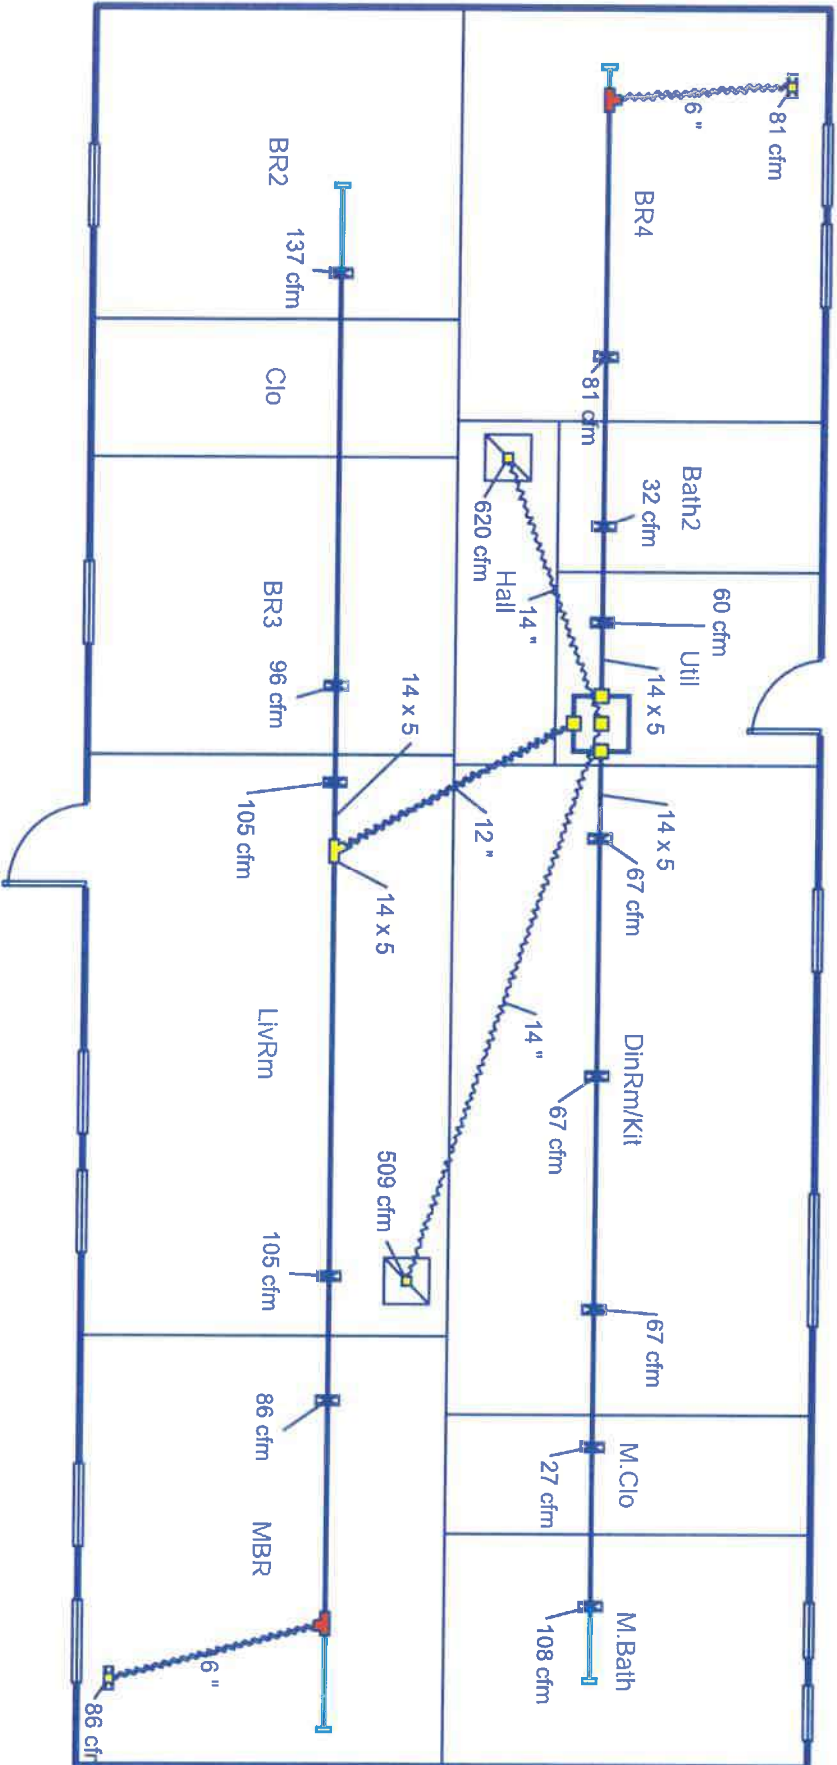 81 cfm
6 "
BR4
81 cfm
Bath2
32 cfm
60 cfm
Util
14 x 5
620 cfm
Hall
14 "
BR2
137 cfm
Clo
BR3
96 cfm
14 x 5
105 cfm
14 x 5
12 "
14 x 5
67 cfm
DinRm/Kit
67 cfm
14 "
509 cfm
LivRm
105 cfm
67 cfm
86 cfm
MBR
6 "
86 cfr
M.Clo
27 cfm
M.Bath
108 cfm